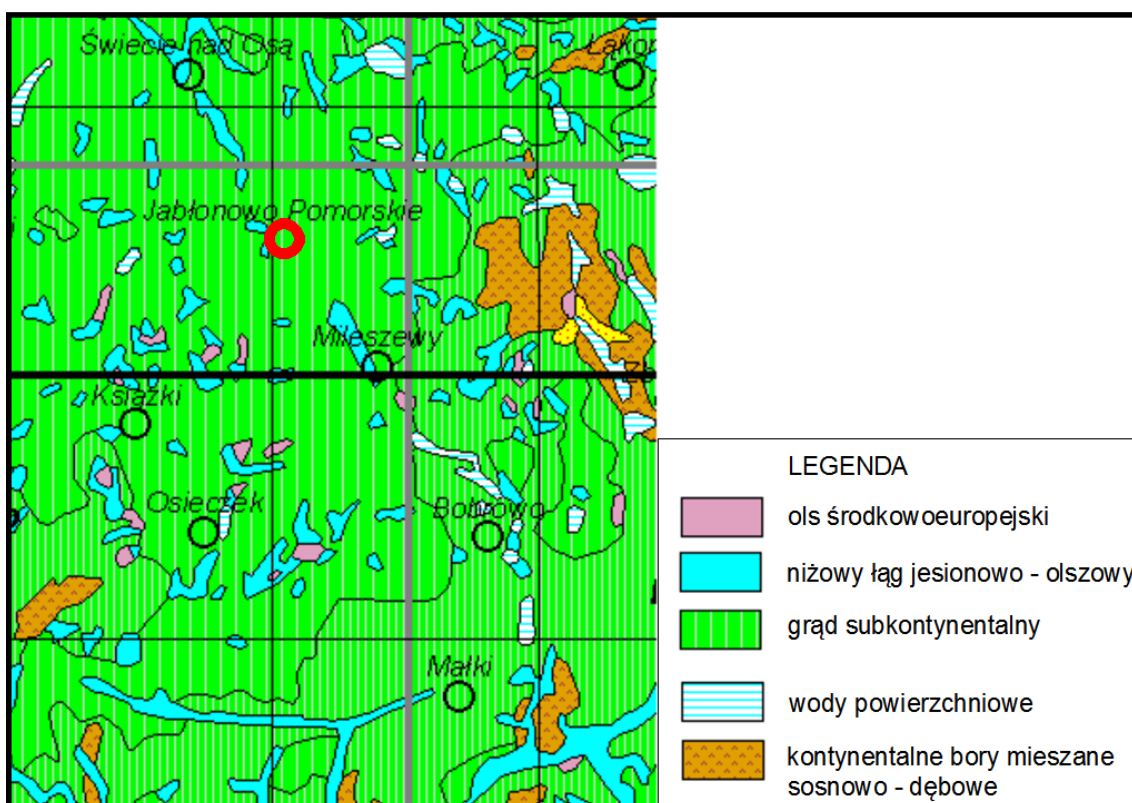 Świecie nad Osą
Jabłonowo Pomorskie
Mileszewy
Książki
Osieczek
Bobrowo
Małki
LEGENDA
ols środkowoeuropejski
niżowy łąg jesionowo - olszowy
grąd subkontynentalny
wody powierzchniowe
kontynentalne bory mieszane
sosnowo - dębowe